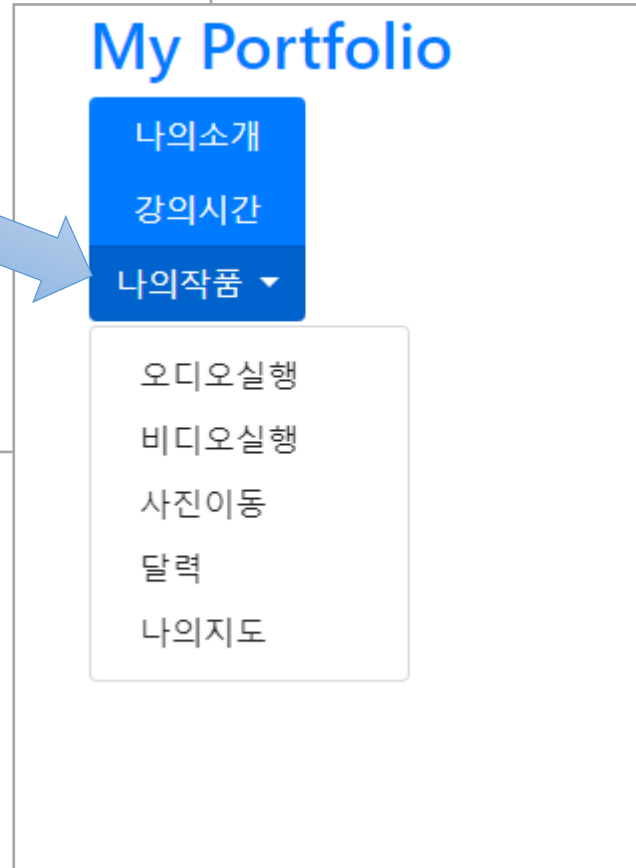 My Portfolio
나의소개
강의시간
나의작품
오디오실행
비디오실행
사진이동
달력
나의지도